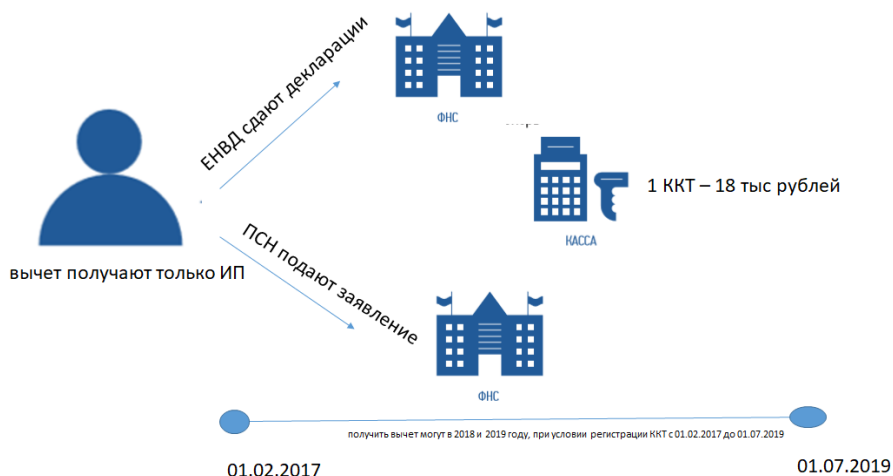 ЕНВД сдают декларации
ФНС
1 ККТ – 18 тыс рублей
КАССА
вычет получают только ИП
ПСН подают заявление
ФНС
получить вычет могут в 2018 и 2019 году, при условии регистрации ККТ с 01.02.2017 до 01.07.2019
01.02.2017
01.07.2019